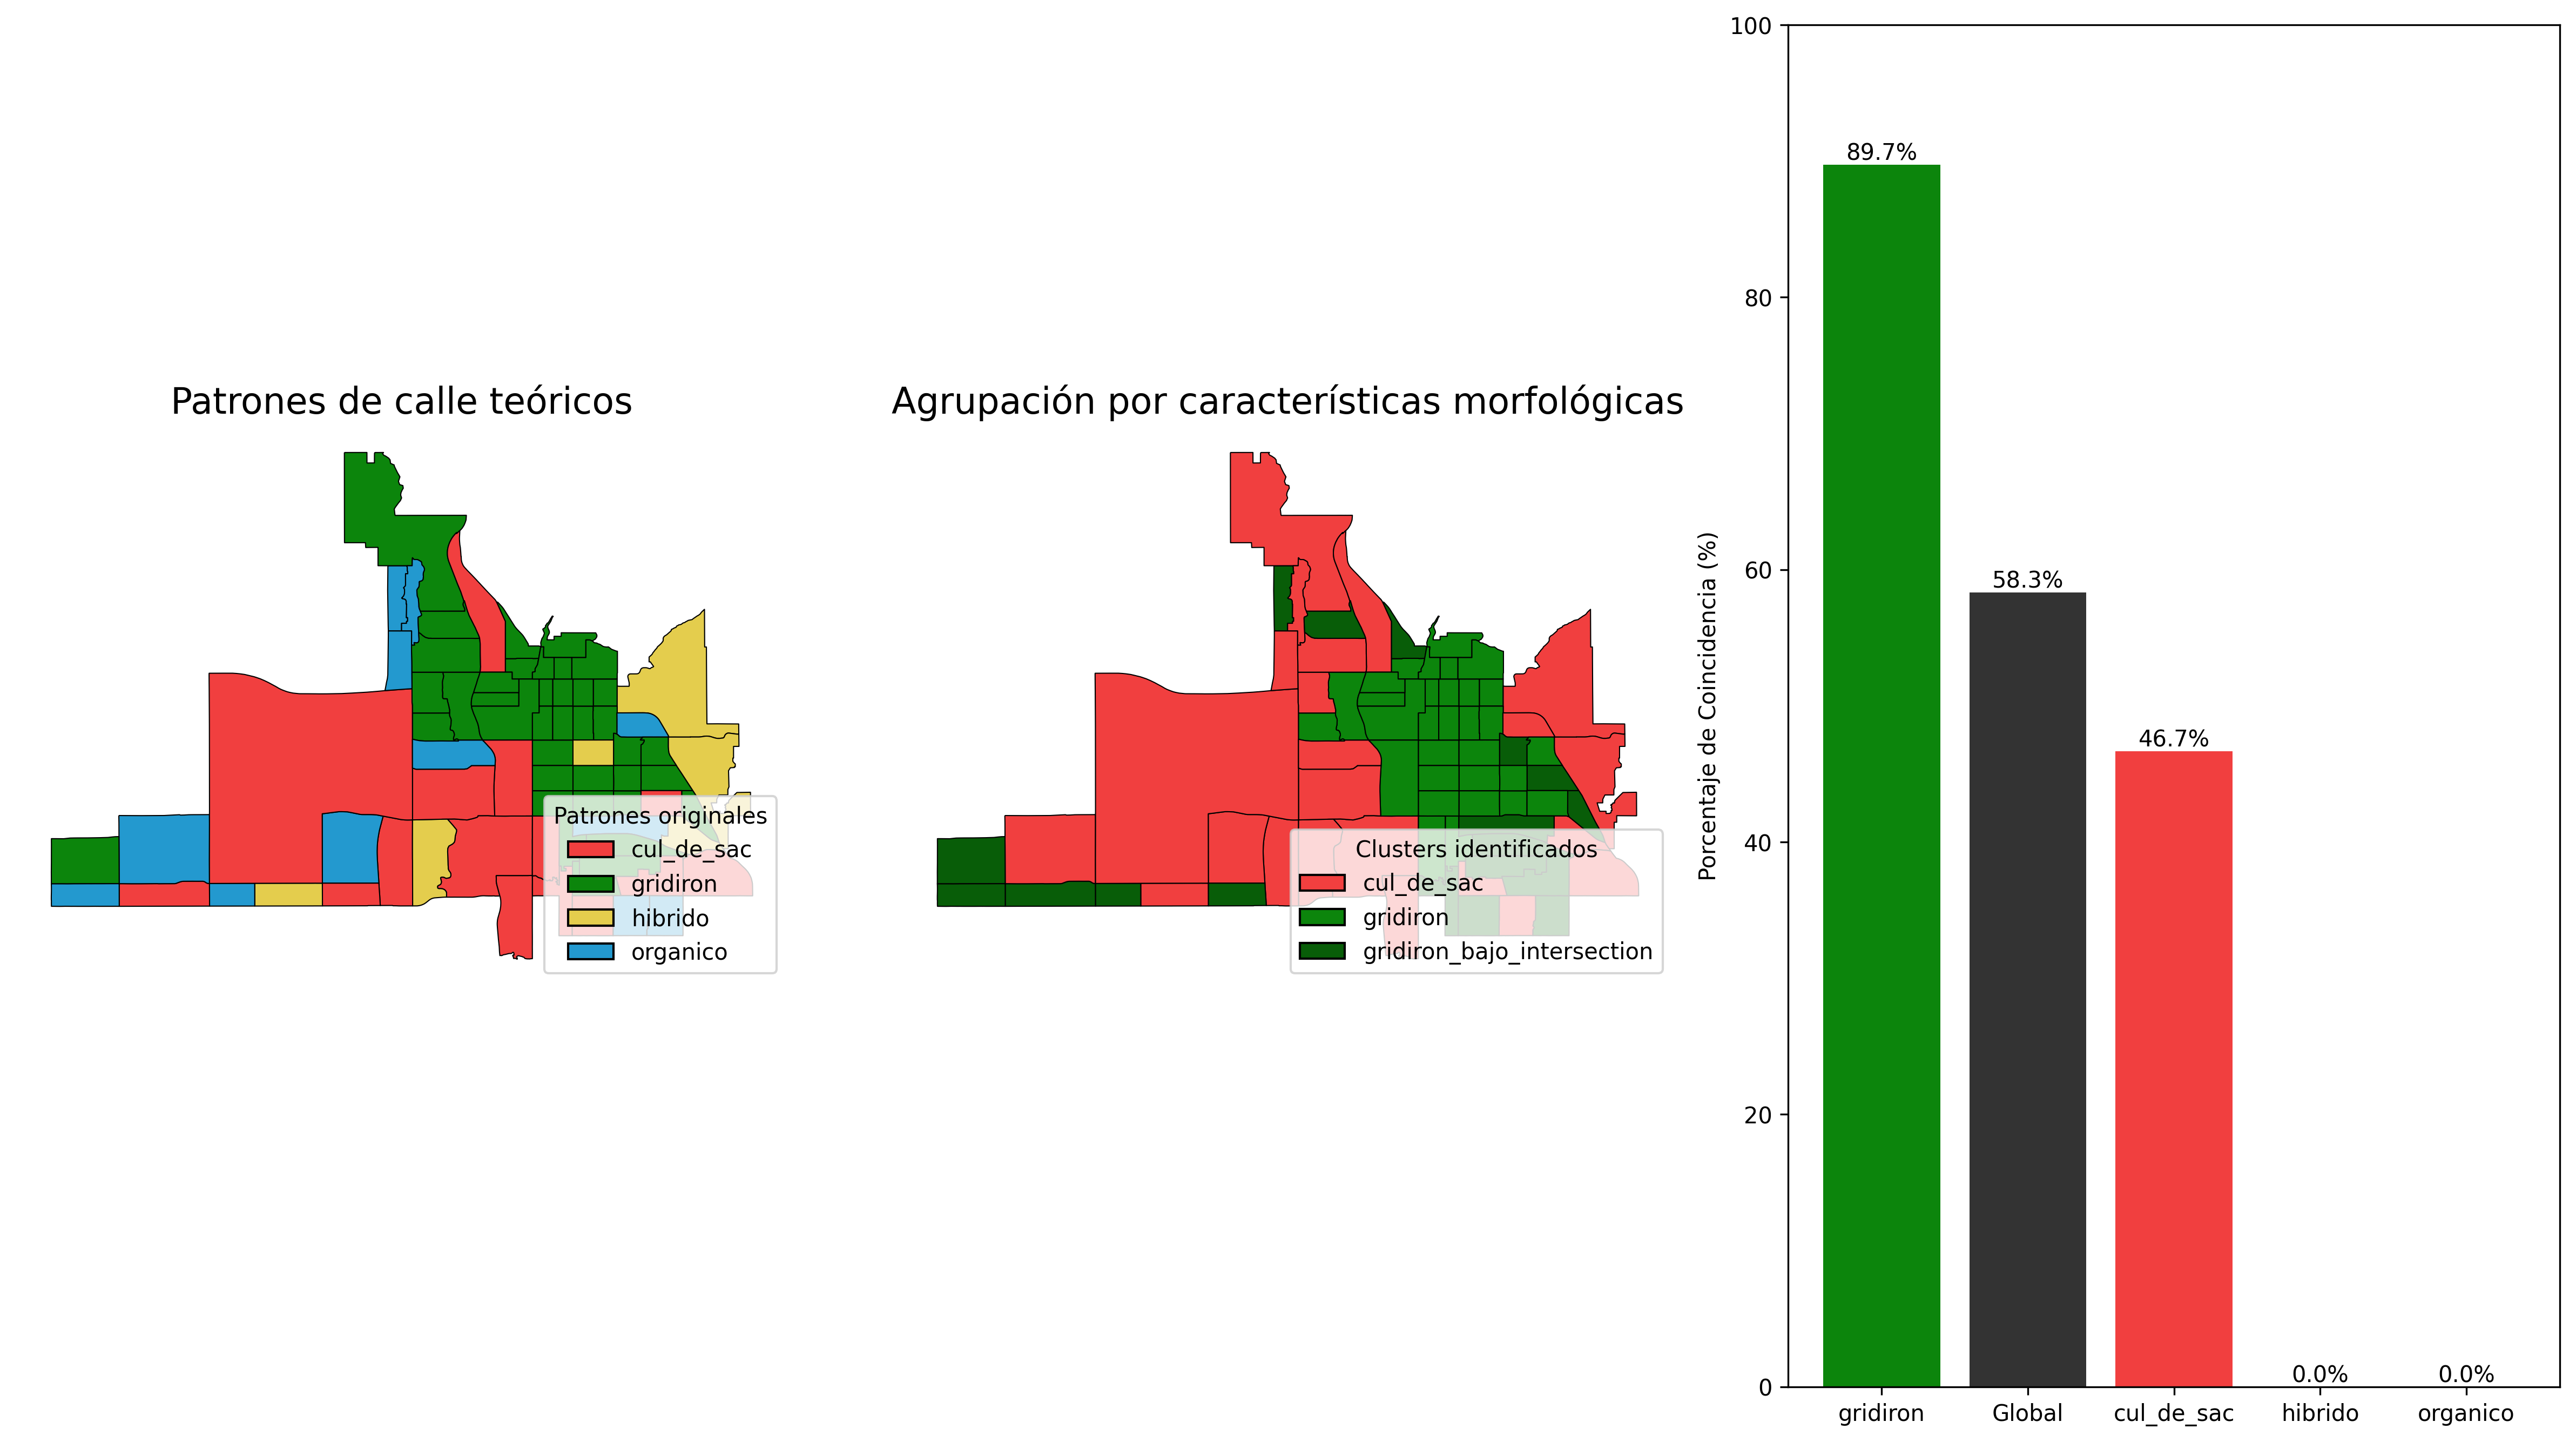 Patrones de calle teóricos
Patrones originales
cul_de_sac
gridiron
hibrido
organico
Agrupación por características morfológicas
Clusters identificados
cul_de_sac
gridiron
gridiron_bajo_intersection
Porcentaje de Coincidencia (%)
100
80
60
40
20
0
89.7%
58.3%
46.7%
0.0%
0.0%
gridiron
Global
cul_de_sac
hibrido
organico